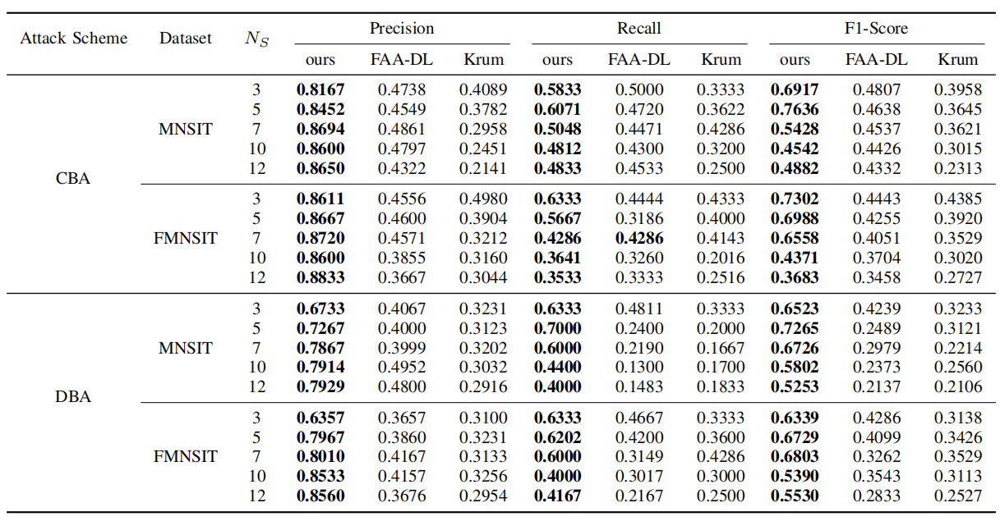 Attack Scheme Dataset N_S Precision Recall F1-Score
ours FAA-DL Krum ours FAA-DL Krum ours FAA-DL Krum
CBA
MNSIT
3 0.8167 0.4738 0.4089 0.5833 0.5000 0.3333 0.6917 0.4807 0.3958
5 0.8452 0.4549 0.3782 0.6071 0.4720 0.3622 0.7636 0.4638 0.3645
7 0.8694 0.4861 0.2958 0.5048 0.4471 0.4286 0.5428 0.4537 0.3621
10 0.8600 0.4797 0.2451 0.4812 0.4300 0.3200 0.4542 0.4426 0.3015
12 0.8650 0.4322 0.2141 0.4833 0.4533 0.2500 0.4882 0.4332 0.2313
FMNSIT
3 0.8611 0.4556 0.4980 0.6333 0.4444 0.4333 0.7302 0.4443 0.4385
5 0.8667 0.4600 0.3904 0.5667 0.3186 0.4000 0.6988 0.4255 0.3920
7 0.8720 0.4571 0.3212 0.4286 0.4286 0.4143 0.6558 0.4051 0.3529
10 0.8600 0.3855 0.3160 0.3641 0.3260 0.2016 0.4371 0.3704 0.3020
12 0.8833 0.3667 0.3044 0.3533 0.3333 0.2516 0.3683 0.3458 0.2727
DBA
MNSIT
3 0.6733 0.4067 0.3231 0.6333 0.4811 0.3333 0.6523 0.4239 0.3233
5 0.7267 0.4000 0.3123 0.7000 0.2400 0.2000 0.7265 0.2489 0.3121
7 0.7867 0.3999 0.3202 0.6000 0.2190 0.1667 0.6726 0.2979 0.2214
10 0.7914 0.4952 0.3032 0.4400 0.1300 0.1700 0.5802 0.2373 0.2560
12 0.7929 0.4800 0.2916 0.4000 0.1483 0.1833 0.5253 0.2137 0.2106
FMNSIT
3 0.6357 0.3657 0.3100 0.6333 0.4667 0.3333 0.6339 0.4286 0.3138
5 0.7967 0.3860 0.3231 0.6202 0.4200 0.3600 0.6729 0.4099 0.3426
7 0.8010 0.4167 0.3133 0.6000 0.3149 0.4286 0.6803 0.3262 0.3529
10 0.8533 0.4157 0.3256 0.4000 0.3017 0.3000 0.5390 0.3543 0.3113
12 0.8560 0.3676 0.2954 0.4167 0.2167 0.2500 0.5530 0.2833 0.2527